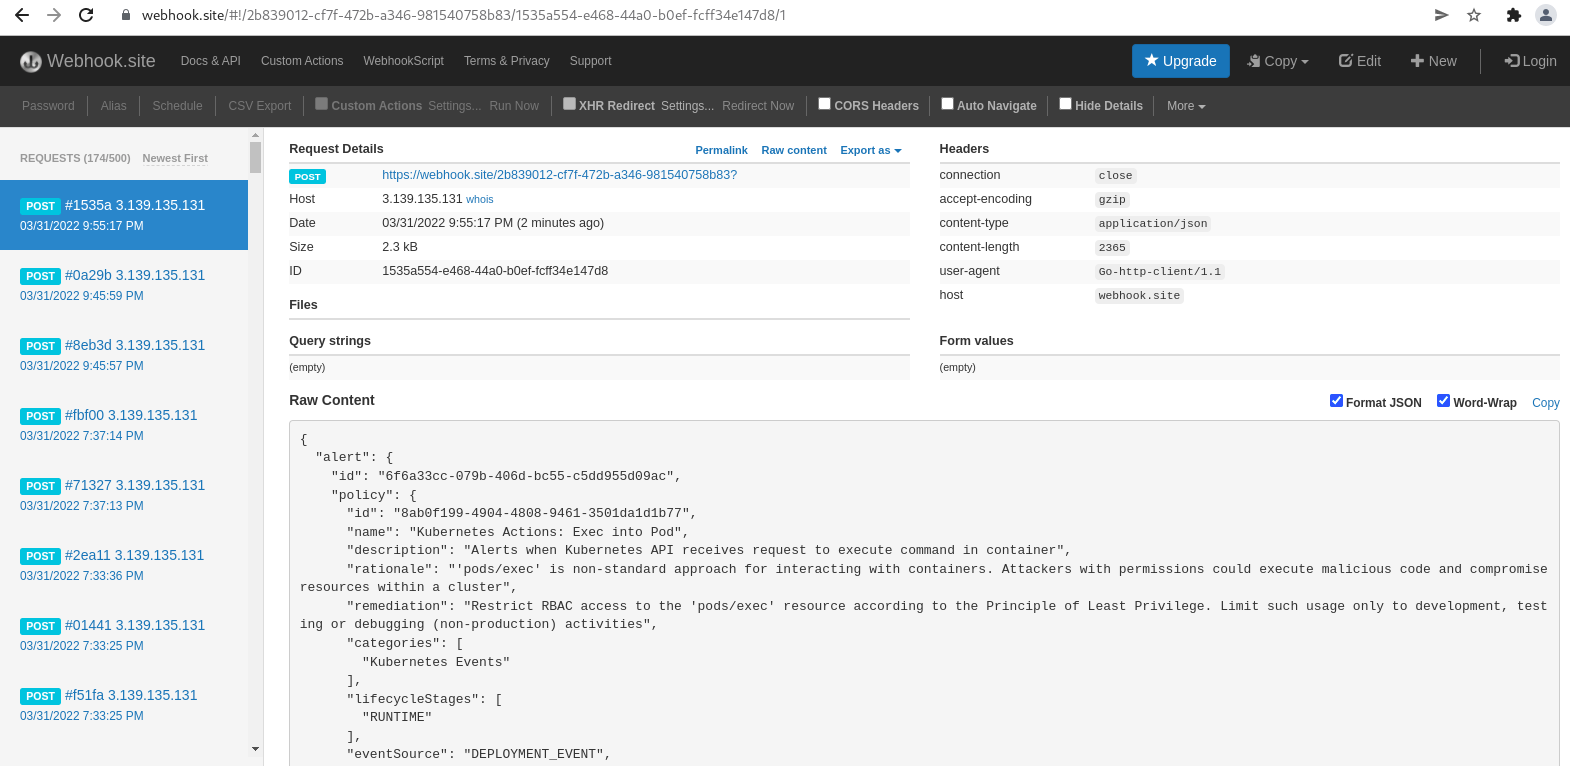 webhook.site/#!/2b839012-cf7f-472b-a346-981540758b83/1535a554-e468-44a0-b0ef-fcff34e147d8/1
Webhook.site Docs & API Custom Actions WebhookScript Terms & Privacy Support Upgrade Copy Edit New Login
Password Alias Schedule CSV Export Custom Actions Settings... Run Now XHR Redirect Settings... Redirect Now CORS Headers Auto Navigate Hide Details More
REQUESTS (174/500) Newest First
POST #1535a 3.139.135.131
03/31/2022 9:55:17 PM
POST #0a29b 3.139.135.131
03/31/2022 9:45:59 PM
POST #8eb3d 3.139.135.131
03/31/2022 9:45:57 PM
POST #fbf00 3.139.135.131
03/31/2022 7:37:14 PM
POST #71327 3.139.135.131
03/31/2022 7:37:13 PM
POST #2ea11 3.139.135.131
03/31/2022 7:33:36 PM
POST #01441 3.139.135.131
03/31/2022 7:33:25 PM
POST #f51fa 3.139.135.131
03/31/2022 7:33:25 PM
Request Details Permalink Raw content Export as
POST https://webhook.site/2b839012-cf7f-472b-a346-981540758b83?
Host 3.139.135.131 whois
Date 03/31/2022 9:55:17 PM (2 minutes ago)
Size 2.3 kB
ID 1535a554-e468-44a0-b0ef-fcff34e147d8
Files
Headers
connection close
accept-encoding gzip
content-type application/json
content-length 2365
user-agent Go-http-client/1.1
host webhook.site
Query strings
(empty)
Form values
(empty)
Raw Content Format JSON Word-Wrap Copy
{
"alert": {
"id": "6f6a33cc-079b-406d-bc55-c5dd955d09ac",
"policy": {
"id": "8ab0f199-4904-4808-9461-3501da1d1b77",
"name": "Kubernetes Actions: Exec into Pod",
"description": "Alerts when Kubernetes API receives request to execute command in container",
"rationale": "'pods/exec' is non-standard approach for interacting with containers. Attackers with permissions could execute malicious code and compromise
resources within a cluster",
"remediation": "Restrict RBAC access to the 'pods/exec' resource according to the Principle of Least Privilege. Limit such usage only to development, test
ing or debugging (non-production) activities",
"categories": [
"Kubernetes Events"
],
"lifecycleStages": [
"RUNTIME"
],
"eventSource": "DEPLOYMENT_EVENT",